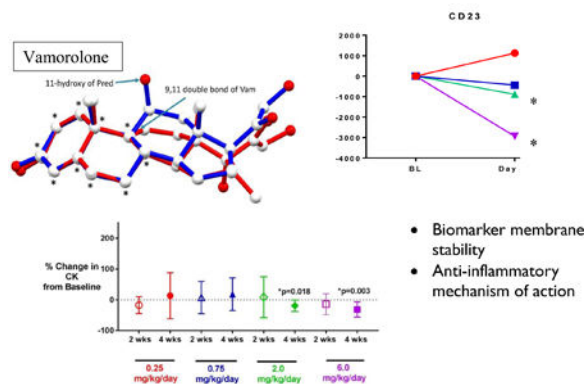 Vamorolone
11-hydroxy of Pred
9,11 double bond of Vam
* * * * * * * * *
CD23
2000
1000
0
-1000
-2000
-3000
-4000
*
*
BL Day
% Change in
CK
from Baseline
200
100
0
-100
*p=0.018 *p=0.003
2 wks 4 wks 2 wks 4 wks 2 wks 4 wks 2 wks 4 wks
0.25 0.75 2.0 6.0
mg/kg/day mg/kg/day mg/kg/day mg/kg/day
• Biomarker membrane
stability
• Anti-inflammatory
mechanism of action